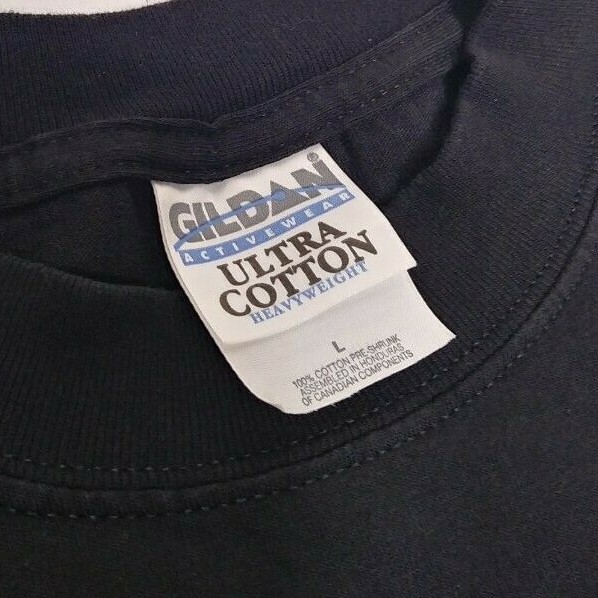 GILDAN®
ACTIVEWEAR
ULTRA
COTTON
HEAVYWEIGHT
L
100% COTTON PRE-SHRUNK
ASSEMBLED IN HONDURAS
OF CANADIAN COMPONENTS